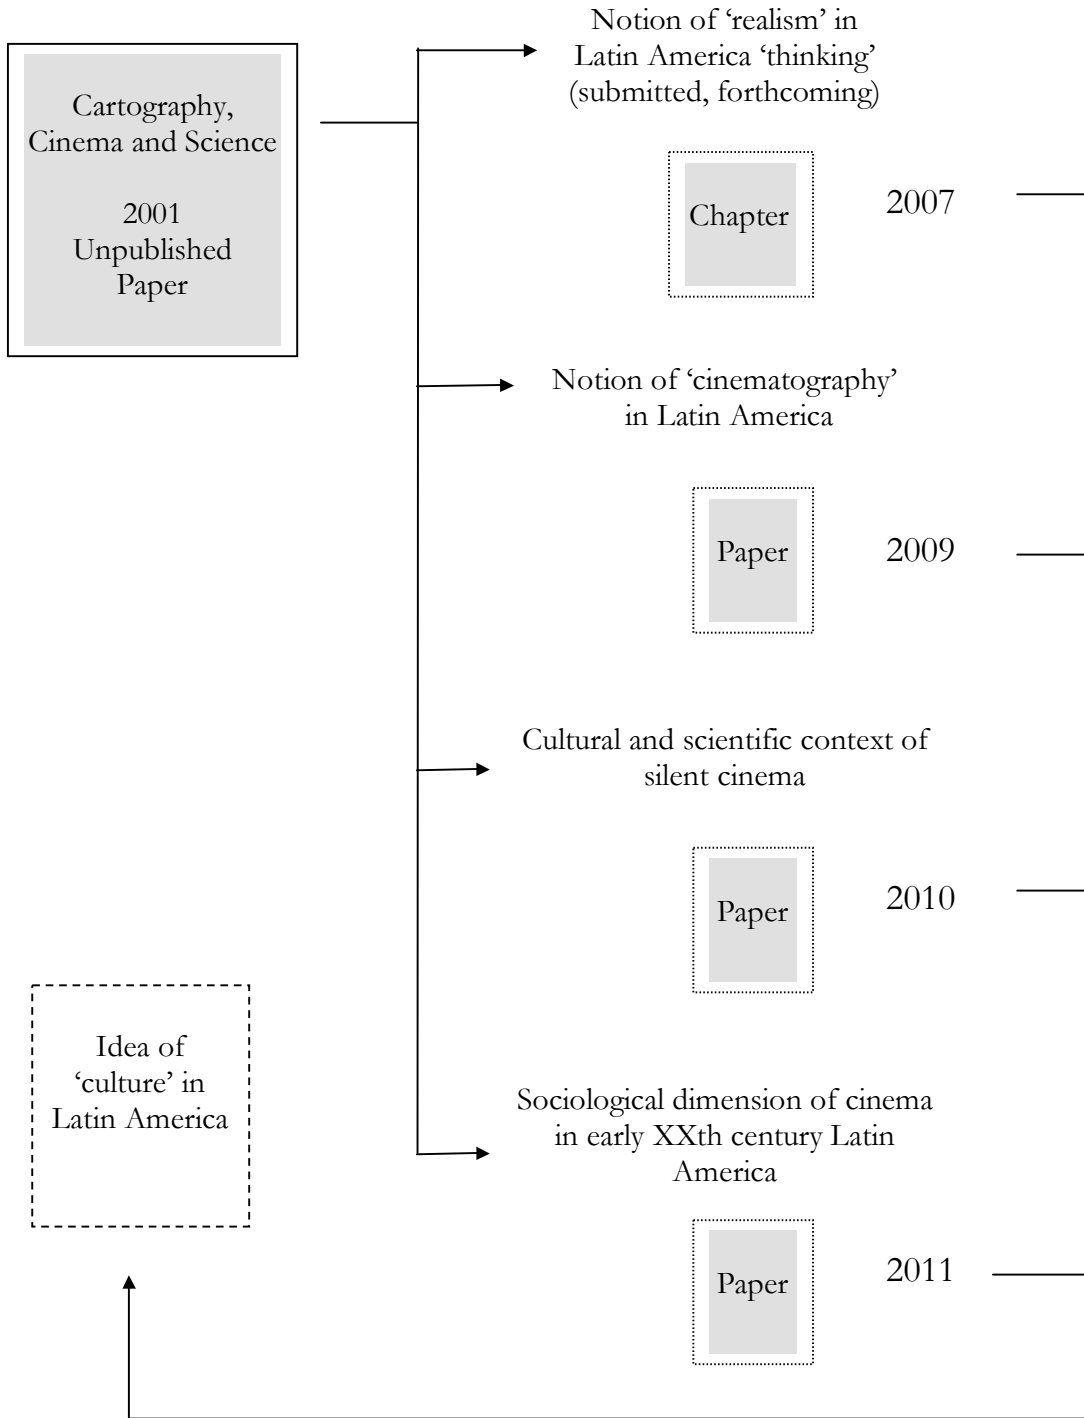 Cartography,
Cinema and Science
2001
Unpublished
Paper
Notion of ‘realism’ in
Latin America ‘thinking’
(submitted, forthcoming)
Chapter
2007
Notion of ‘cinematography’
in Latin America
Paper
2009
Cultural and scientific context of
silent cinema
Paper
2010
Idea of
‘culture’ in
Latin America
Sociological dimension of cinema
in early XXth century Latin
America
Paper
2011